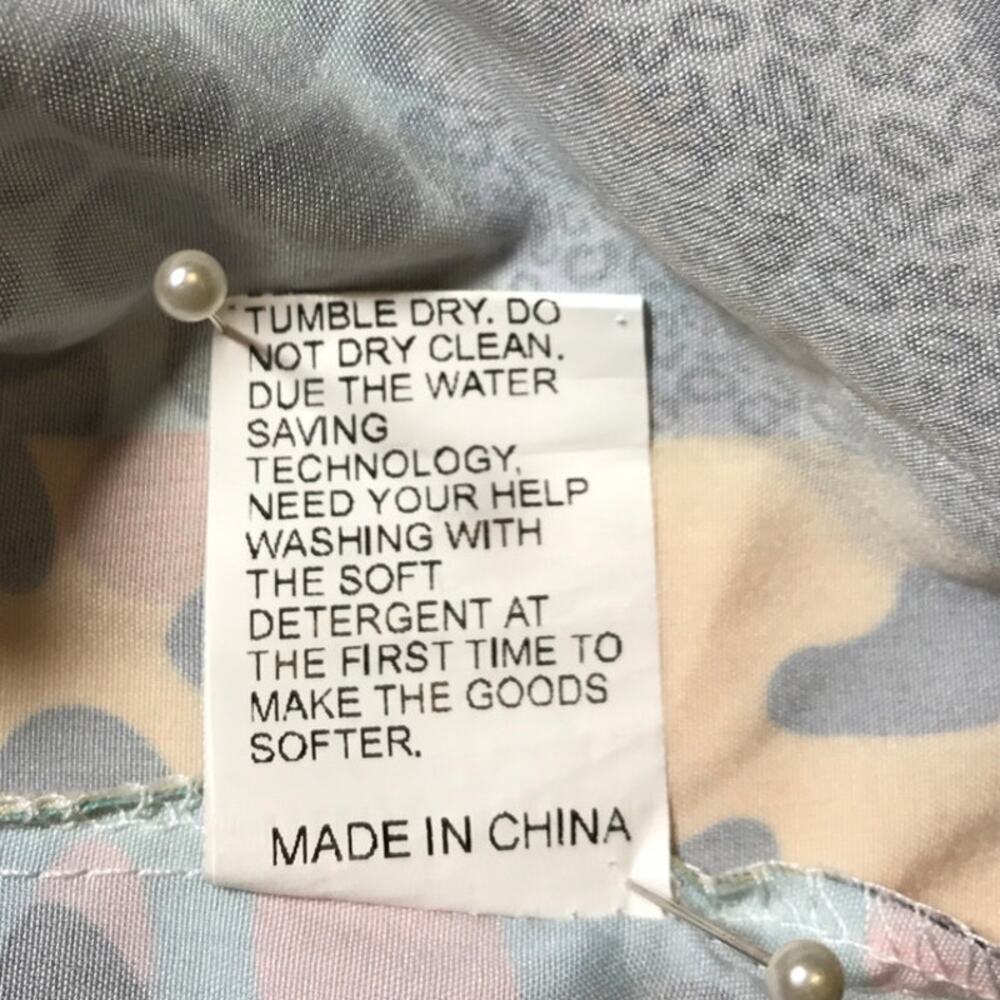 TUMBLE DRY. DO
NOT DRY CLEAN.
DUE THE WATER
SAVING
TECHNOLOGY,
NEED YOUR HELP
WASHING WITH
THE SOFT
DETERGENT AT
THE FIRST TIME TO
MAKE THE GOODS
SOFTER.
MADE IN CHINA